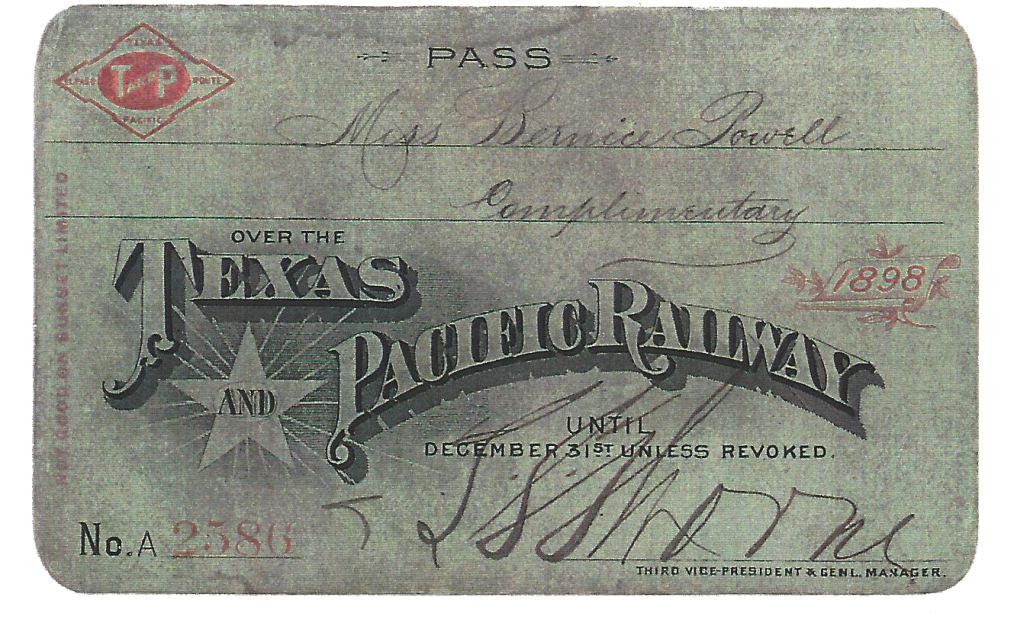 TEXAS
EL PASO T AND P ROUTE
PACIFIC
PASS
Miss Bernice Powell
Complimentary
NOT GOOD ON SUNSET LIMITED
OVER THE
TEXAS
1898
AND
PACIFIC RAILWAY
UNTIL
DECEMBER 31ST UNLESS REVOKED.
No. A 2586
THIRD VICE-PRESIDENT & GENL. MANAGER.